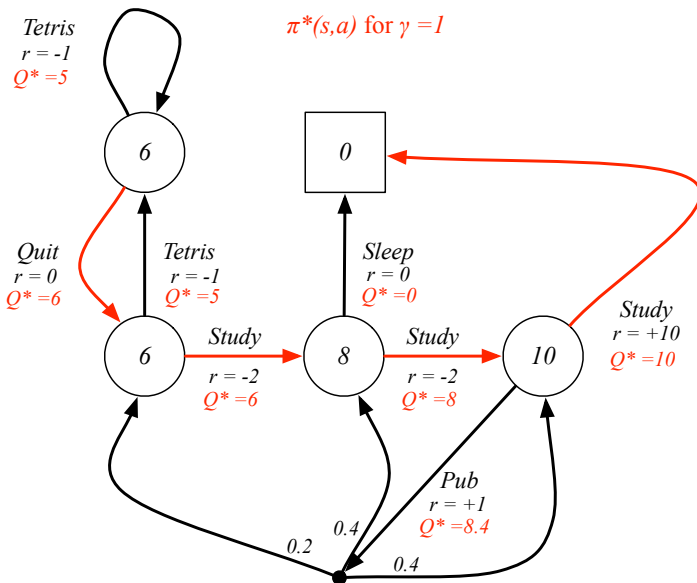 π*(s,a) for γ =1
Tetris
r = -1
Q* =5
6
0
Quit
r = 0
Q* =6
Tetris
r = -1
Q* =5
Sleep
r = 0
Q* =0
Study
r = +10
Q* =10
6
Study
r = -2
Q* =6
8
Study
r = -2
Q* =8
10
Pub
r = +1
Q* =8.4
0.2
0.4
0.4